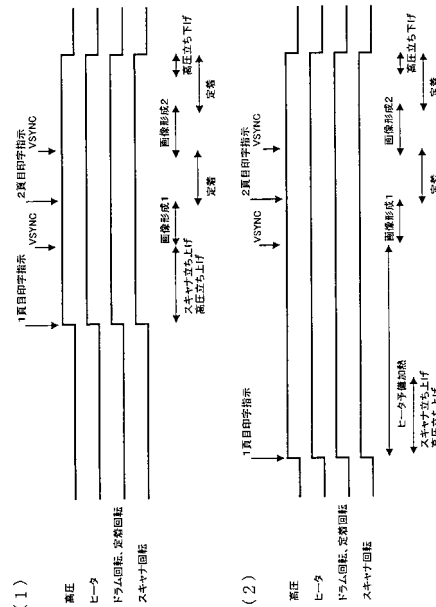 (1)
1頁目印字指示
VSYNC
2頁目印字指示
VSYNC
高圧
ヒータ
ドラム回転、定着回転
スキャナ回転
スキャナ立ち上げ
高圧立ち上げ
画像形成1
定着
画像形成2
定着
高圧立ち下げ
(2)
1頁目印字指示
VSYNC
2頁目印字指示
VSYNC
高圧
ヒータ
ドラム回転、定着回転
スキャナ回転
ヒータ予備加熱
スキャナ立ち上げ
高圧立ち上げ
画像形成1
定着
画像形成2
定着
高圧立ち下げ